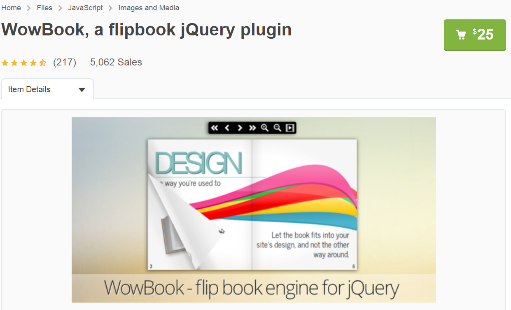 Home > Files > JavaScript > Images and Media
WowBook, a flipbook jQuery plugin
$25
(217) 5,062 Sales
Item Details
DESIGN
way you're used to
Let the book fits into your
site's design, and not the other
way around.
WowBook - flip book engine for jQuery